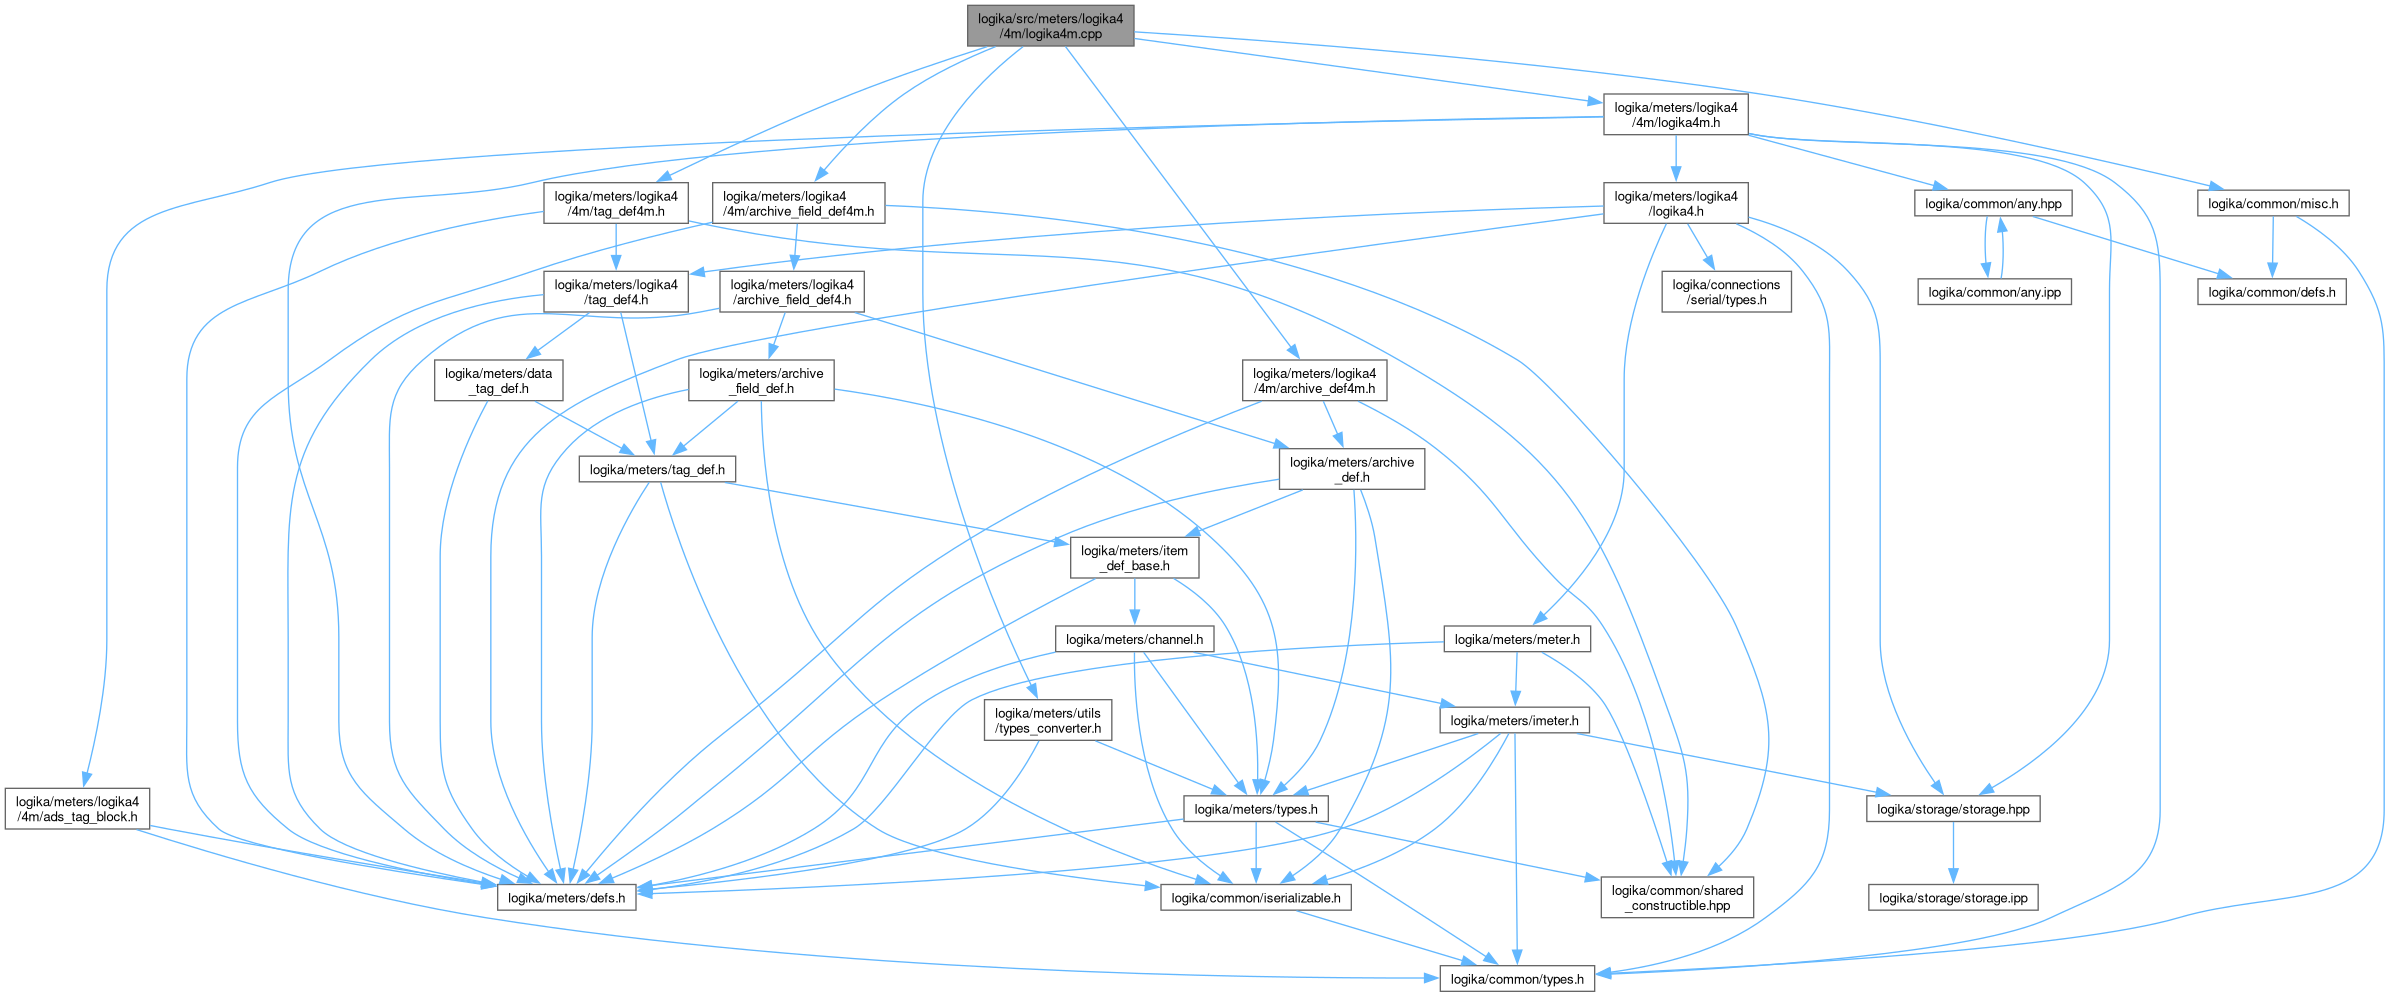 logika/src/meters/logika4
/4m/logika4m.cpp
logika/meters/logika4
/4m/logika4m.h
logika/meters/logika4
/4m/tag_def4m.h
logika/meters/logika4
/4m/archive_field_def4m.h
logika/meters/logika4
/logika4.h
logika/common/any.hpp
logika/common/misc.h
logika/meters/logika4
/tag_def4.h
logika/meters/logika4
/archive_field_def4.h
logika/connections
/serial/types.h
logika/common/any.ipp
logika/common/defs.h
logika/meters/data
_tag_def.h
logika/meters/archive
_field_def.h
logika/meters/logika4
/4m/archive_def4m.h
logika/meters/tag_def.h
logika/meters/archive
_def.h
logika/meters/item
_def_base.h
logika/meters/channel.h
logika/meters/meter.h
logika/meters/utils
/types_converter.h
logika/meters/imeter.h
logika/meters/logika4
/4m/ads_tag_block.h
logika/meters/types.h
logika/storage/storage.hpp
logika/meters/defs.h
logika/common/iserializable.h
logika/common/shared
_constructible.hpp
logika/storage/storage.ipp
logika/common/types.h